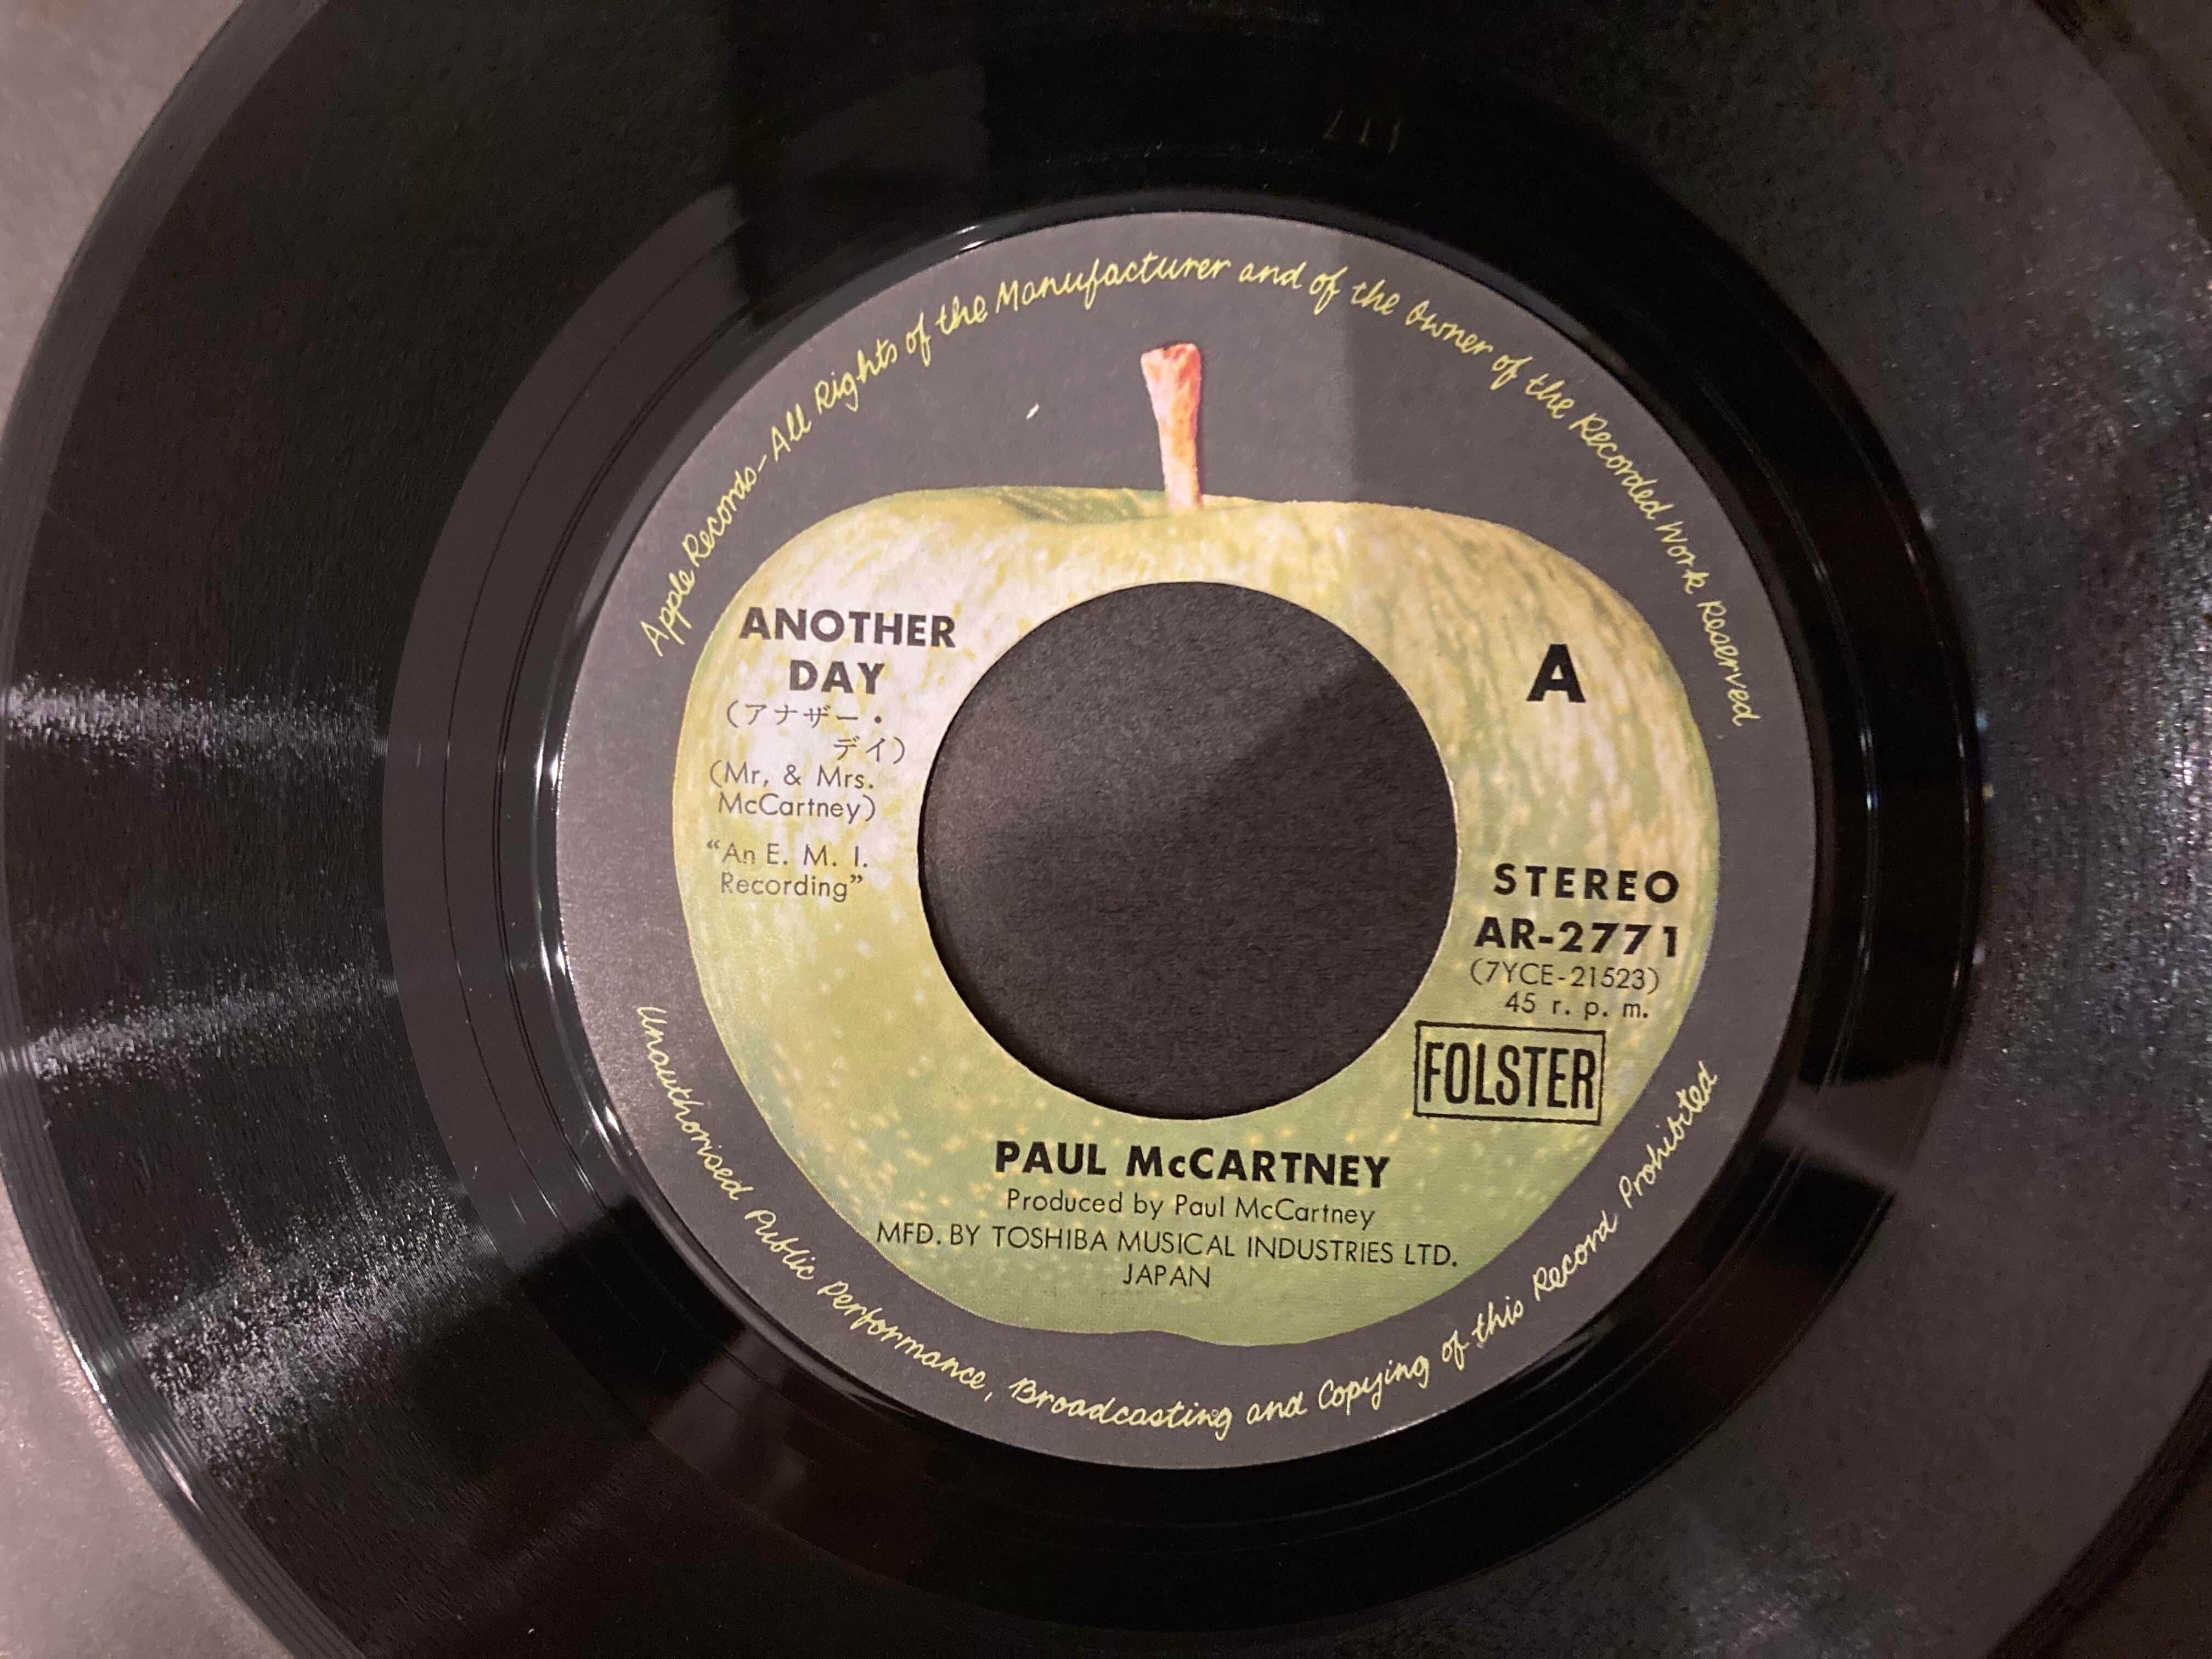 Apple Records-All Rights of the Manufacturer and of the Owner of the Recorded Work Reserved
ANOTHER
DAY
(アナザー・
デイ)
(Mr, & Mrs.
McCartney)
"An E. M. I.
Recording"
A
STEREO
AR-2771
(7YCE-21523)
45 r. p. m.
FOLSTER
PAUL McCARTNEY
Produced by Paul McCartney
MFD. BY TOSHIBA MUSICAL INDUSTRIES LTD.
JAPAN
Unauthorised Public Performance, Broadcasting and Copying of this Record Prohibited